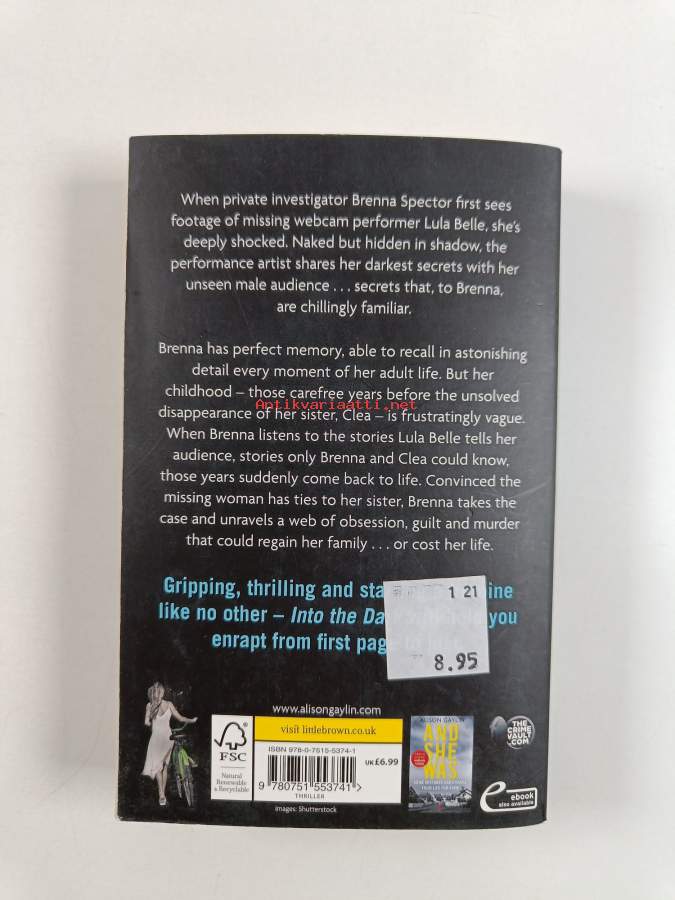 When private investigator Brenna Spector first sees
footage of missing webcam performer Lula Belle, she's
deeply shocked. Naked but hidden in shadow, the
performance artist shares her darkest secrets with her
unseen male audience . . . secrets that, to Brenna,
are chillingly familiar.
Brenna has perfect memory, able to recall in astonishing
detail every moment of her adult life. But her
childhood – those carefree years before the unsolved
Antikvariaatti.net
disappearance of her sister, Clea – is frustratingly vague.
When Brenna listens to the stories Lula Belle tells her
audience, stories only Brenna and Clea could know,
those years suddenly come back to life. Convinced the
missing woman has ties to her sister, Brenna takes the
case and unravels a web of obsession, guilt and murder
that could regain her family . . . or cost her life.
Gripping, thrilling and
like no other – Into the you
enrapt from first
1 21
8.95
www.alisongaylin.com
visit littlebrown.co.uk
FSC
Natural
Renewable
& Recyclable
ISBN 978-0-7515-5374-1
UK £6.99
9 780751 553741 >
THRILLER
images: Shutterstock
ALISON GAYLIN
AND
SHE
WAS
THE
CRIME
VAULT
.COM
ebook
also available